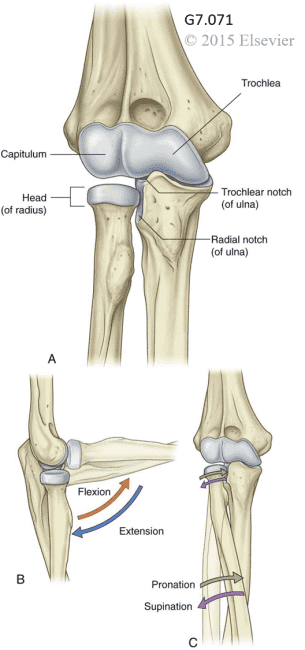 G7.071
© 2015 Elsevier
Trochlea
Capitulum
Head
(of radius)
Trochlear notch
(of ulna)
Radial notch
(of ulna)
A
Flexion
Extension
B
Pronation
Supination
C